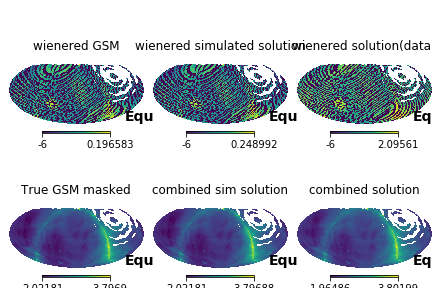 wienered GSM wienered simulated solution wienered solution(data
Equ Equ Equ
-6 0.196583 -6 0.248992 -6 2.09561
True GSM masked combined sim solution combined solution
Equ Equ Equ
2.02181 3.7969 2.02181 3.79688 1.96486 3.80199